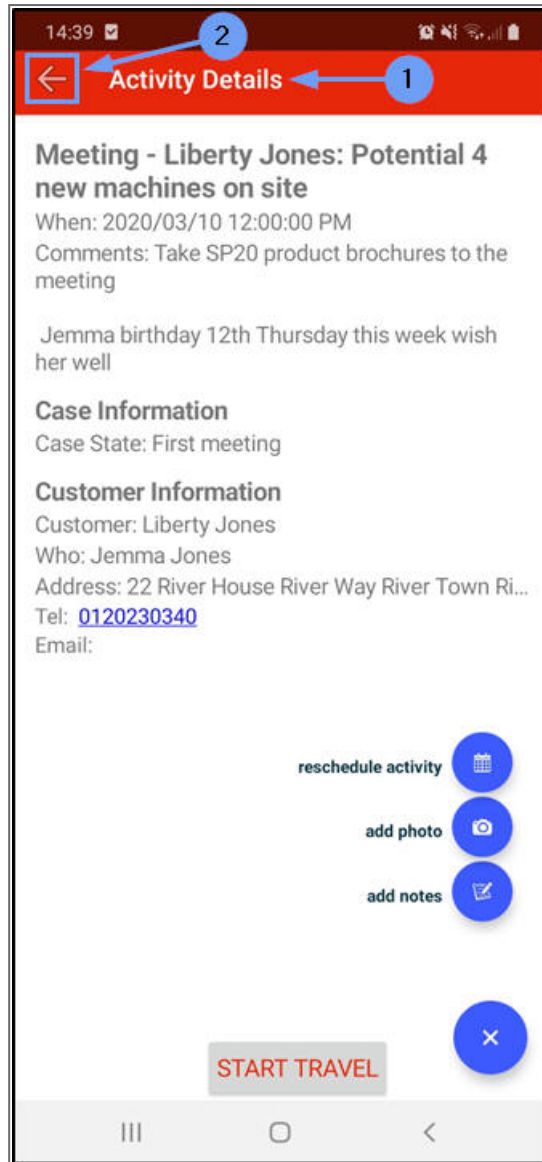 14:39
2
Activity Details
1
Meeting - Liberty Jones: Potential 4
new machines on site
When: 2020/03/10 12:00:00 PM
Comments: Take SP20 product brochures to the
meeting
Jemma birthday 12th Thursday this week wish
her well
Case Information
Case State: First meeting
Customer Information
Customer: Liberty Jones
Who: Jemma Jones
Address: 22 River House River Way River Town Ri...
Tel: 0120230340
Email:
reschedule activity
add photo
add notes
START TRAVEL